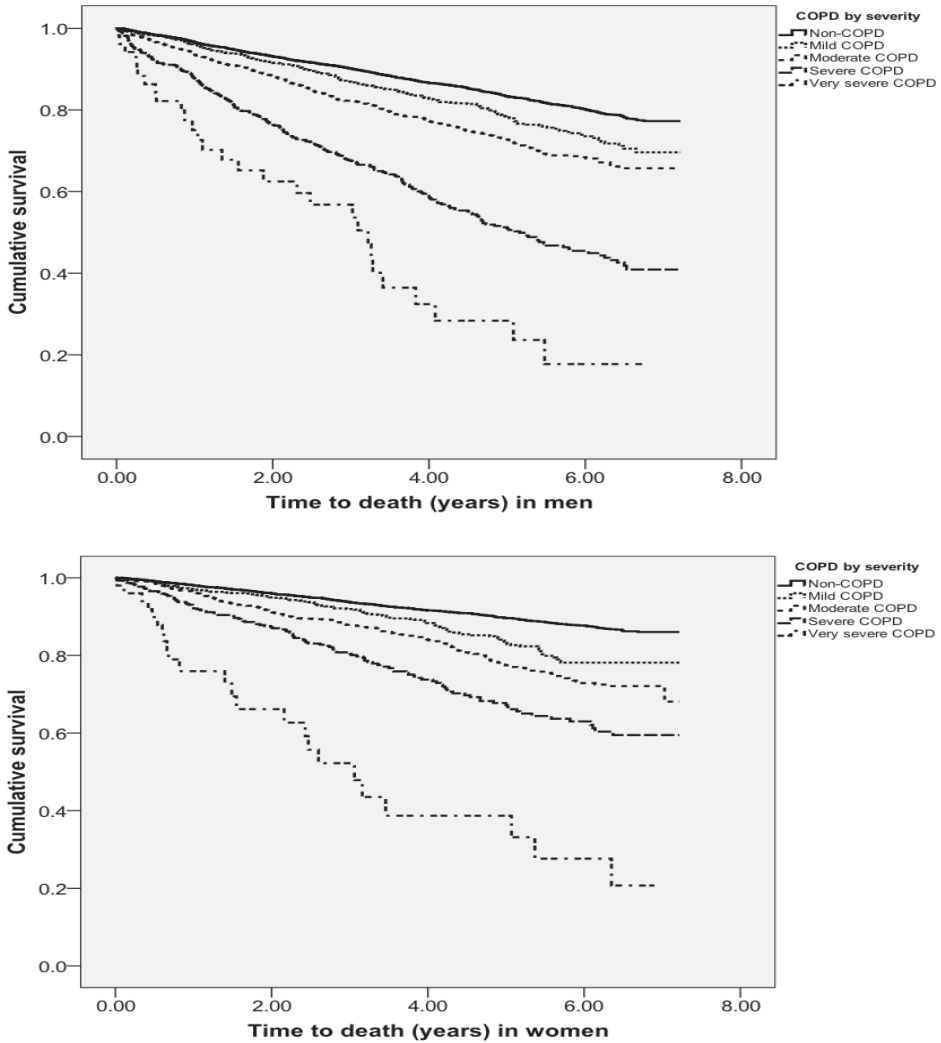 COPD by severity
Non-COPD
Mild COPD
Moderate COPD
Severe COPD
Very severe COPD
1.0
0.8
0.6
0.4
0.2
0.0
Cumulative survival
0.00 2.00 4.00 6.00 8.00
Time to death (years) in men
COPD by severity
Non-COPD
Mild COPD
Moderate COPD
Severe COPD
Very severe COPD
1.0
0.8
0.6
0.4
0.2
0.0
Cumulative survival
0.00 2.00 4.00 6.00 8.00
Time to death (years) in women